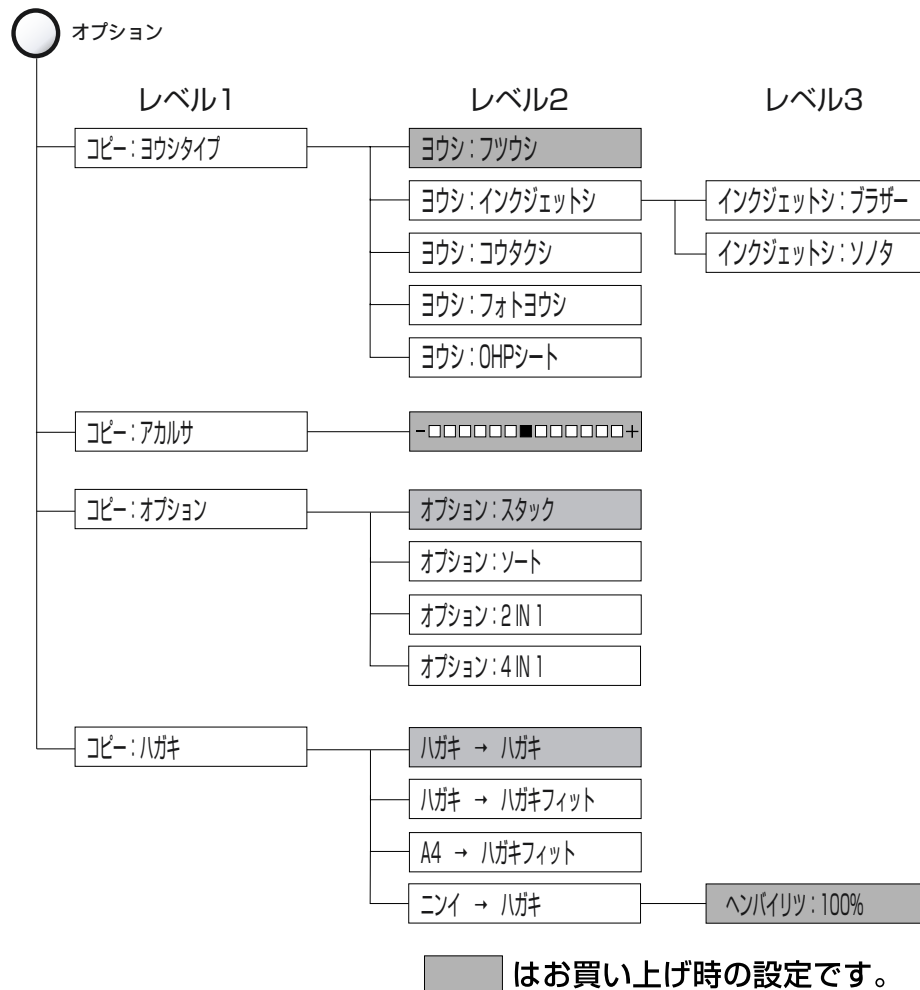 オプション
レベル1 レベル2 レベル3
コピー:ヨウシタイプ ヨウシ:フツウシ
ヨウシ:インクジェットシ インクジェットシ:ブラザー
ヨウシ:コウタクシ インクジェットシ:ソノタ
ヨウシ:フォトヨウシ
ヨウシ:OHPシート
コピー:アカルサ -□□□□□□■□□□□□□+
コピー:オプション オプション:スタック
オプション:ソート
オプション:2 IN 1
オプション:4 IN 1
コピー:ハガキ ハガキ → ハガキ
ハガキ → ハガキフィット
A4 → ハガキフィット
ニンイ → ハガキ ヘンバイリツ:100%
はお買い上げ時の設定です。